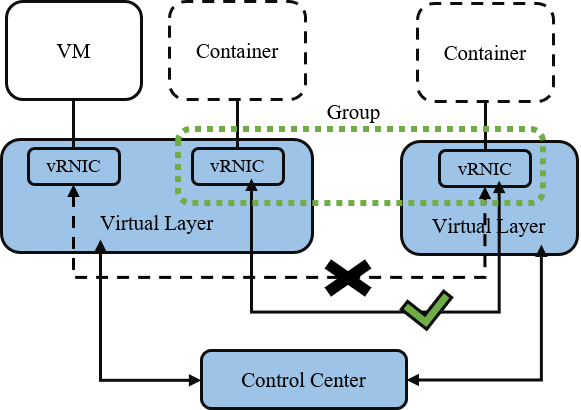 VM
Container
Container
Group
vRNIC
vRNIC
vRNIC
Virtual Layer
Virtual Layer
Control Center